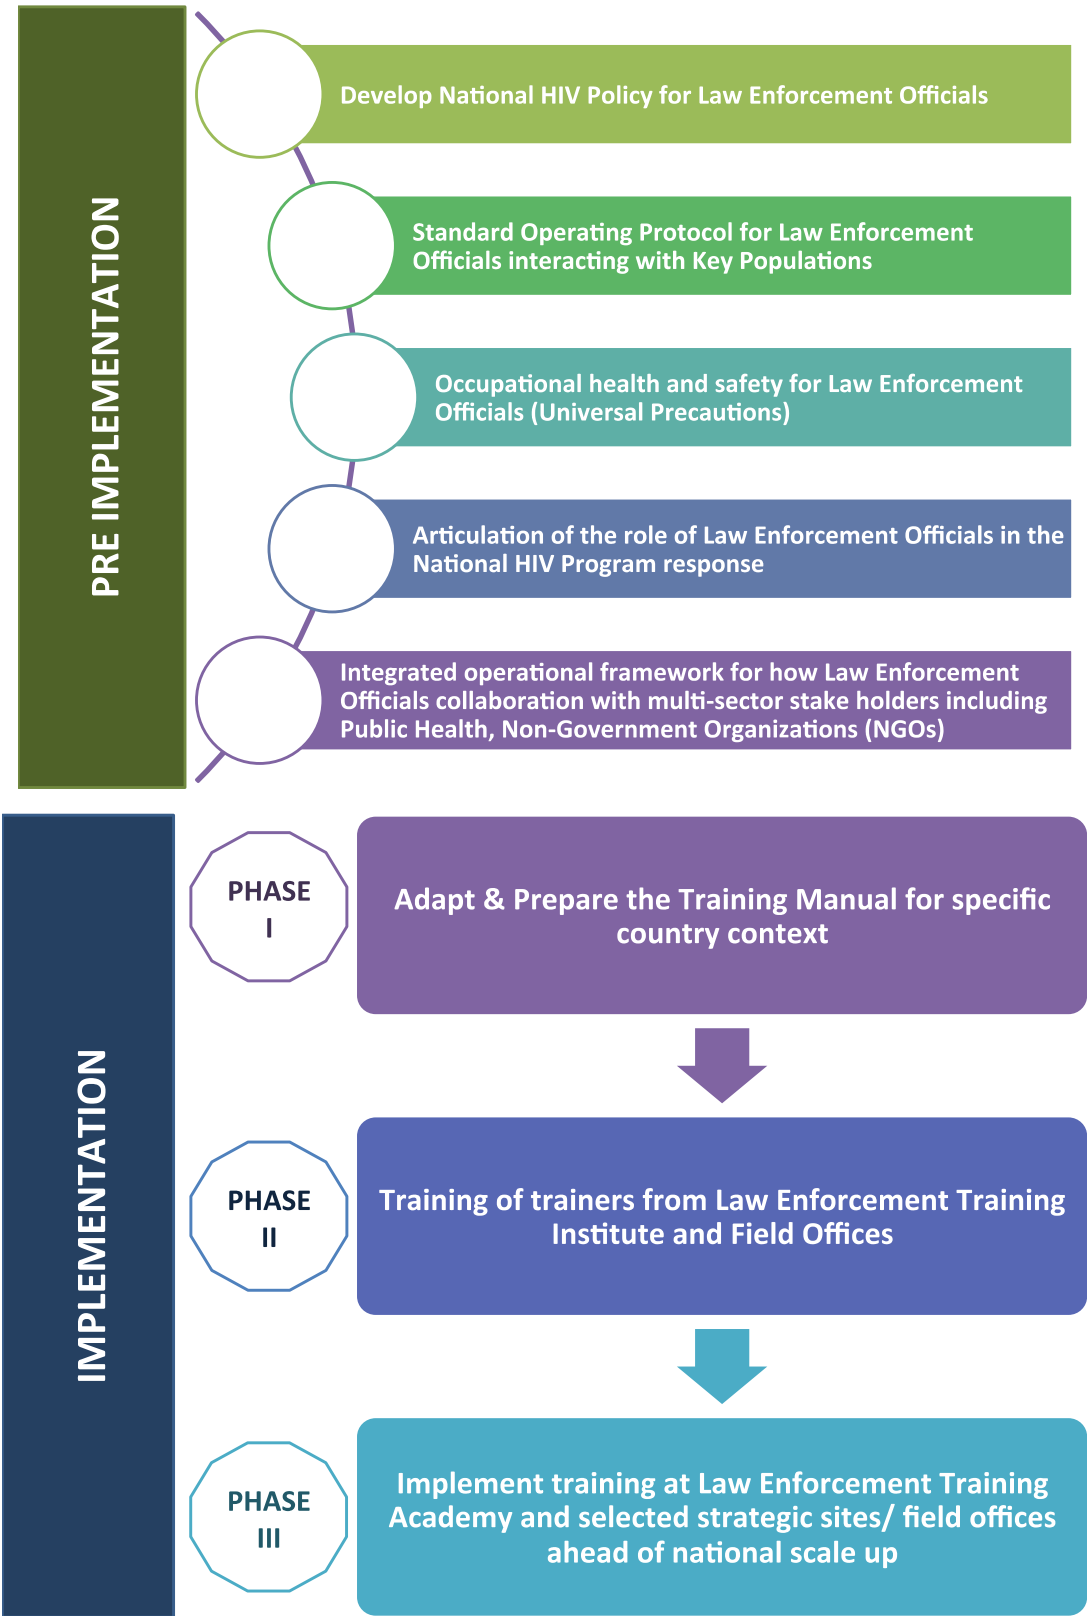 PRE IMPLEMENTATION
Develop National HIV Policy for Law Enforcement Officials
Standard Operating Protocol for Law Enforcement
Officials interacting with Key Populations
Occupational health and safety for Law Enforcement
Officials (Universal Precautions)
Articulation of the role of Law Enforcement Officials in the
National HIV Program response
Integrated operational framework for how Law Enforcement
Officials collaboration with multi-sector stake holders including
Public Health, Non-Government Organizations (NGOs)
IMPLEMENTATION
PHASE
I
Adapt & Prepare the Training Manual for specific
country context
PHASE
II
Training of trainers from Law Enforcement Training
Institute and Field Offices
PHASE
III
Implement training at Law Enforcement Training
Academy and selected strategic sites/ field offices
ahead of national scale up